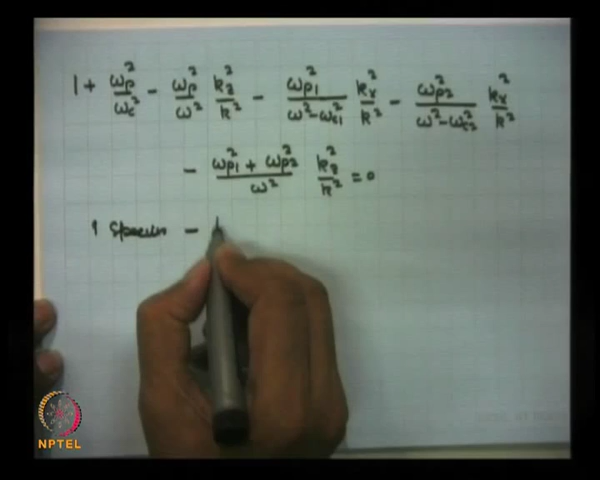 1 + ωp²/ωc² - ωp²/ω² kz²/k² - ωp1²/(ω²-ωc1²) kx²/k² - ωp2²/(ω²-ωc2²) kx²/k²
- (ωp1² + ωp2²)/ω² kz²/k² = 0
1 Species -
NPTEL